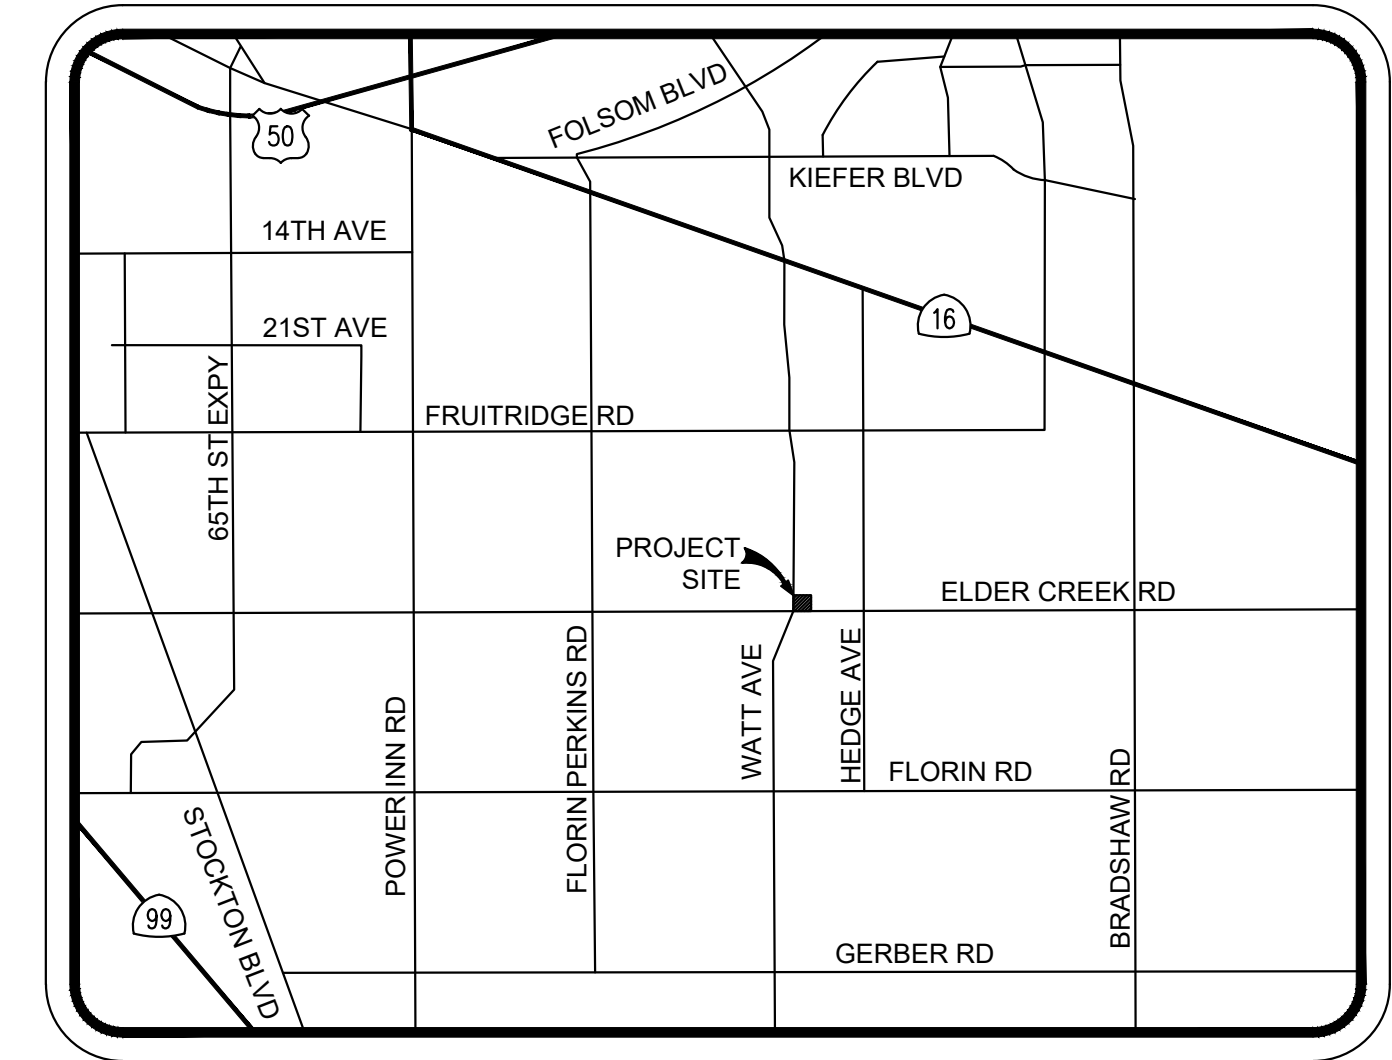 FOLSOM BLVD
50
KIEFER BLVD
14TH AVE
16
21ST AVE
65TH ST EXPY
FRUITRIDGE RD
PROJECT
SITE
ELDER CREEK RD
WATT AVE
HEDGE AVE
FLORIN PERKINS RD
POWER INN RD
FLORIN RD
BRADSHAW RD
STOCKTON BLVD
99
GERBER RD